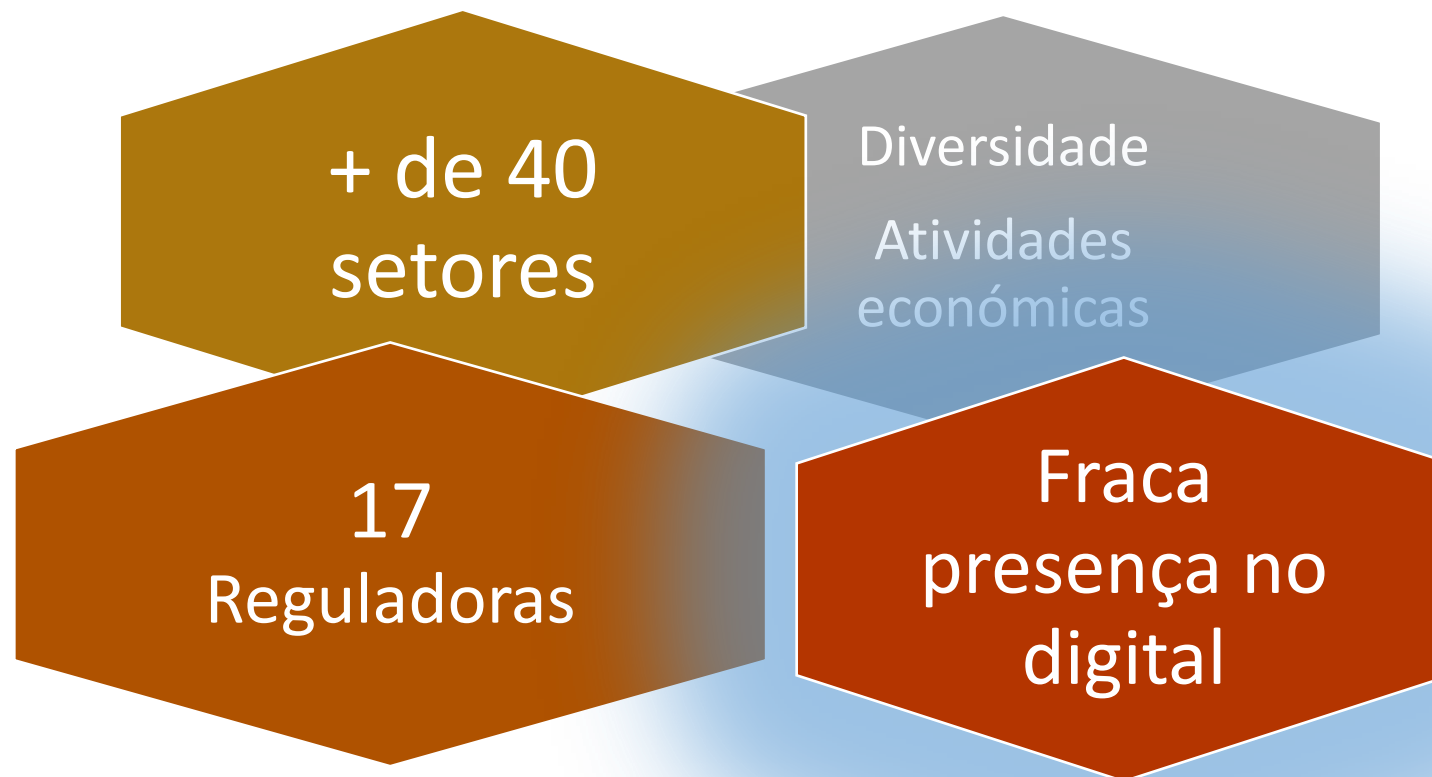 + de 40
setores
Diversidade
Atividades
económicas
17
Reguladoras
Fraca
presença no
digital